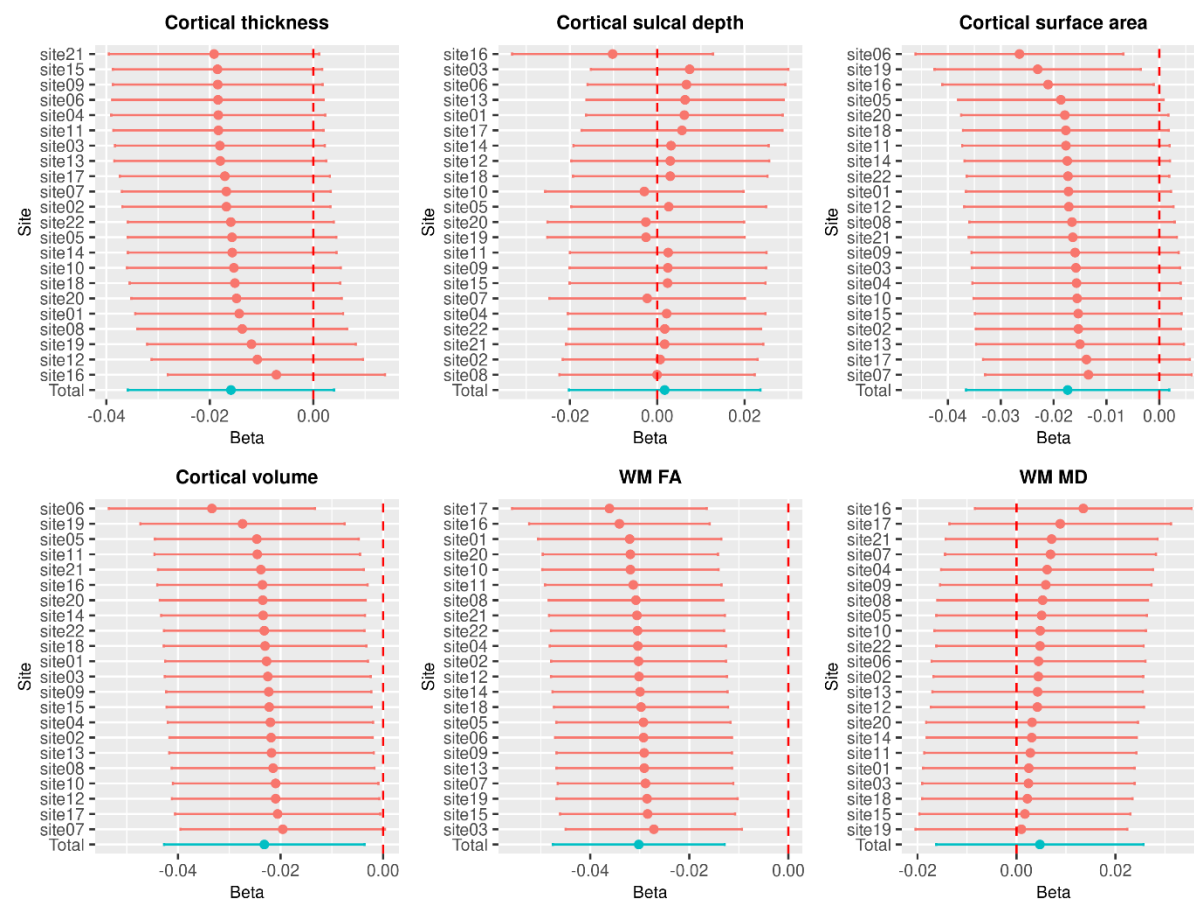 Cortical thickness
Site
site21
site15
site09
site06
site04
site11
site03
site13
site17
site07
site02
site22
site05
site14
site10
site18
site20
site01
site08
site19
site12
site16
Total
-0.04 -0.02 0.00
Beta
Cortical sulcal depth
Site
site16
site03
site06
site13
site01
site17
site14
site12
site18
site10
site05
site20
site19
site11
site09
site15
site07
site04
site22
site21
site02
site08
Total
-0.02 0.00 0.02
Beta
Cortical surface area
Site
site06
site19
site16
site05
site20
site18
site11
site14
site22
site01
site12
site08
site21
site09
site03
site04
site10
site15
site02
site13
site17
site07
Total
-0.04 -0.03 -0.02 -0.01 0.00
Beta
Cortical volume
Site
site06
site19
site05
site11
site21
site16
site20
site14
site22
site18
site01
site03
site09
site15
site04
site02
site13
site08
site10
site12
site17
site07
Total
-0.04 -0.02 0.00
Beta
WM FA
Site
site17
site16
site01
site20
site10
site11
site08
site21
site22
site04
site02
site12
site14
site18
site05
site06
site09
site13
site07
site19
site15
site03
Total
-0.04 -0.02 0.00
Beta
WM MD
Site
site16
site17
site21
site07
site04
site09
site08
site05
site10
site22
site06
site02
site13
site12
site20
site14
site11
site01
site03
site18
site15
site19
Total
-0.02 0.00 0.02
Beta